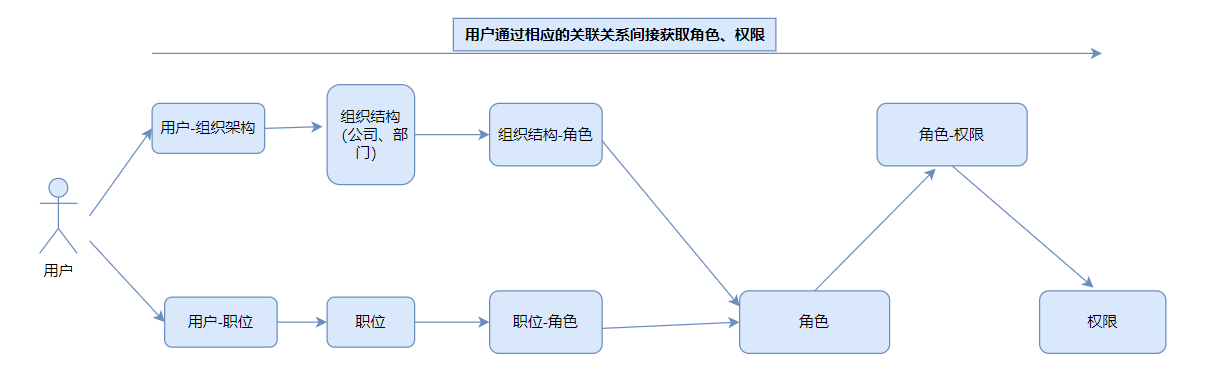 用户通过相应的关联关系间接获取角色、权限
用户-组织架构
组织结构
（公司、部
门）
组织结构-角色
角色-权限
用户
用户-职位
职位
职位-角色
角色
权限